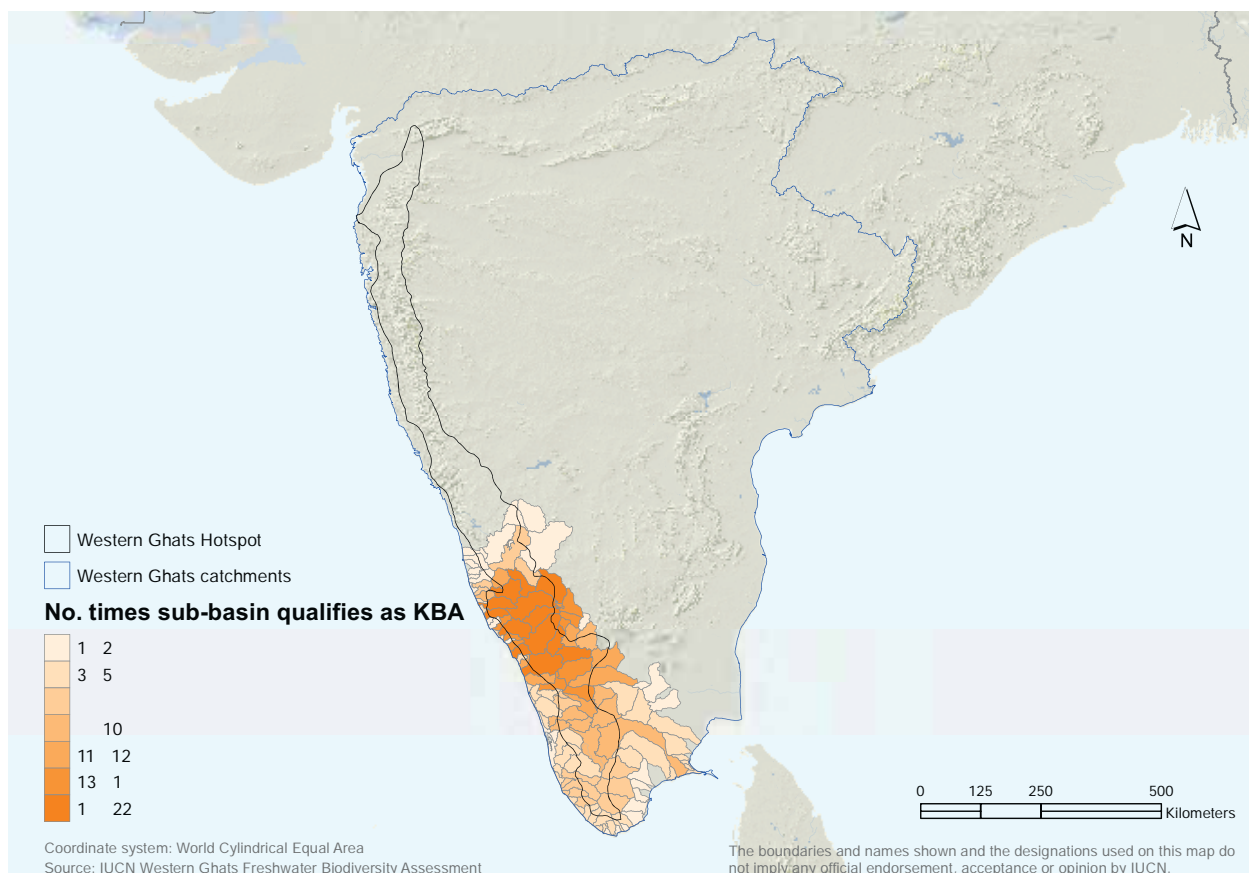 N
Western Ghats Hotspot
Western Ghats catchments
No. times sub-basin qualifies as KBA
1 2
3 5
10
11 12
13 1
1 22
0 125 250 500
Kilometers
Coordinate system: World Cylindrical Equal Area
Source: IUCN Western Ghats Freshwater Biodiversity Assessment
The boundaries and names shown and the designations used on this map do
not imply any official endorsement, acceptance or opinion by IUCN.